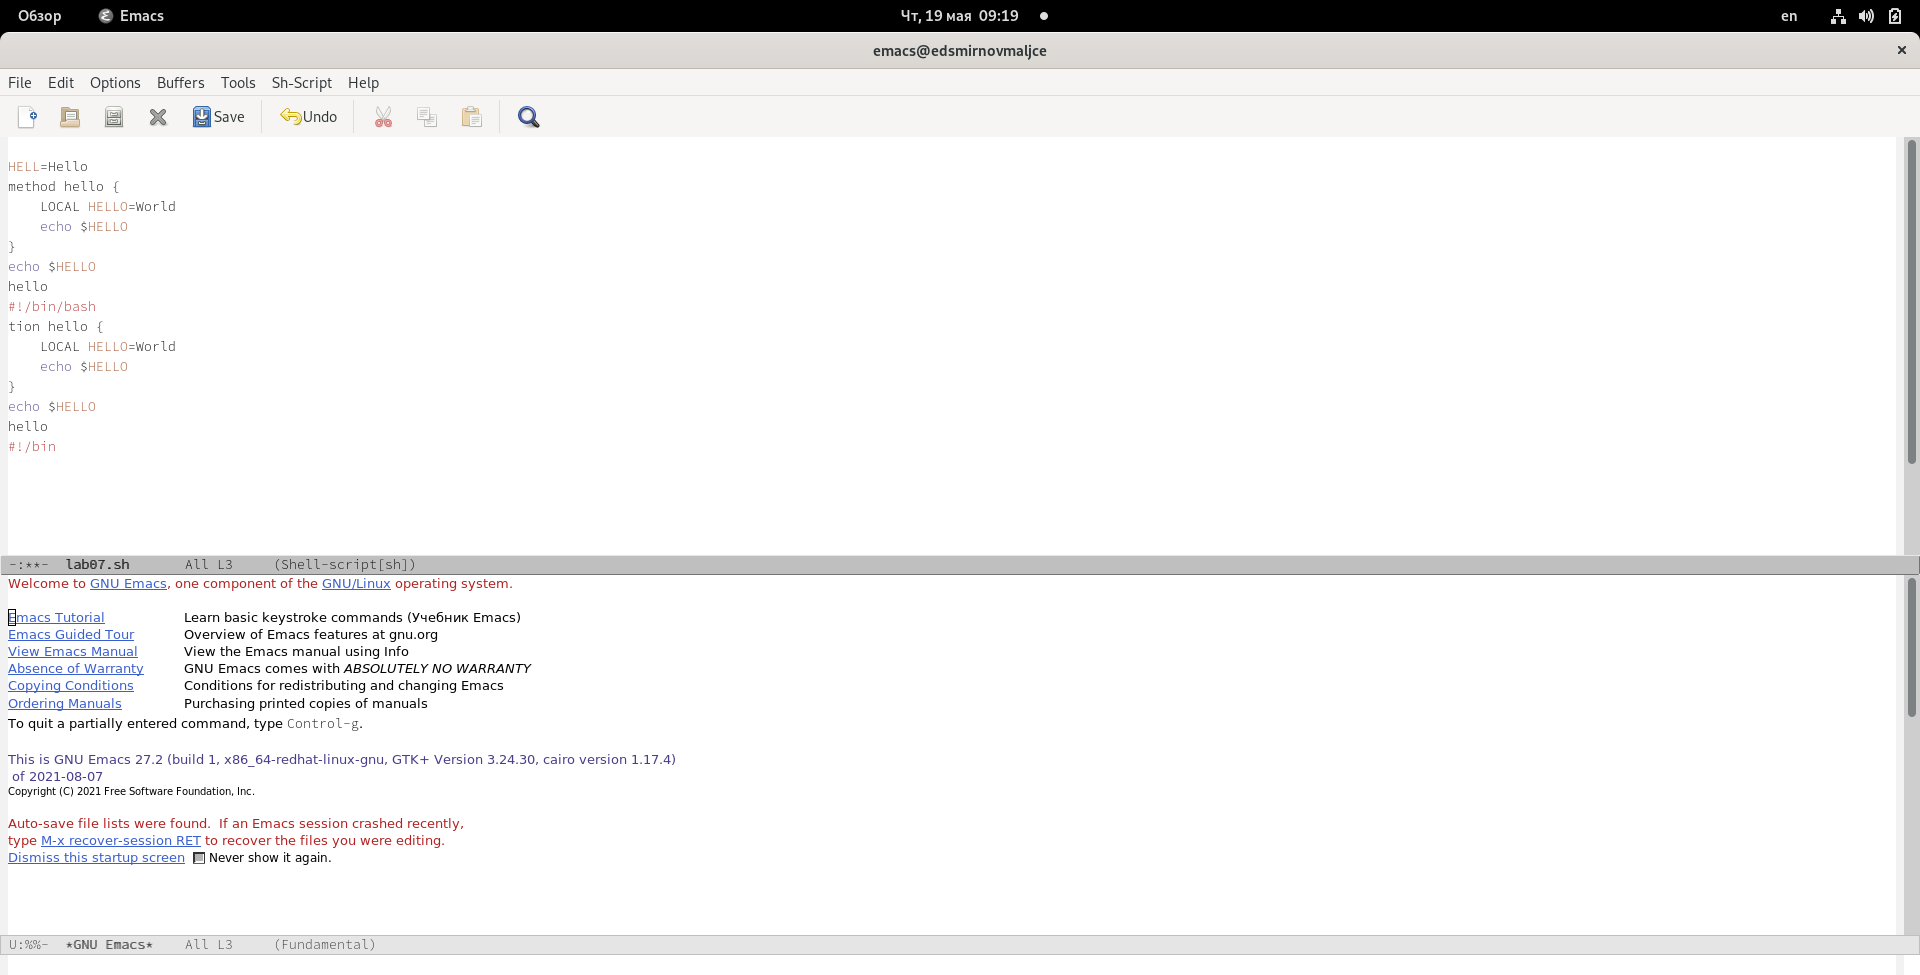 Обзор Emacs Чт, 19 мая 09:19 en
emacs@edsmirnovmaljce ×
File Edit Options Buffers Tools Sh-Script Help
Save Undo
HELL=Hello
method hello {
    LOCAL HELLO=World
    echo $HELLO
}
echo $HELLO
hello
#!/bin/bash
tion hello {
    LOCAL HELLO=World
    echo $HELLO
}
echo $HELLO
hello
#!/bin
-:**- lab07.sh All L3 (Shell-script[sh])
Welcome to GNU Emacs, one component of the GNU/Linux operating system.
Emacs Tutorial Learn basic keystroke commands (Учебник Emacs)
Emacs Guided Tour Overview of Emacs features at gnu.org
View Emacs Manual View the Emacs manual using Info
Absence of Warranty GNU Emacs comes with ABSOLUTELY NO WARRANTY
Copying Conditions Conditions for redistributing and changing Emacs
Ordering Manuals Purchasing printed copies of manuals
To quit a partially entered command, type Control-g.
This is GNU Emacs 27.2 (build 1, x86_64-redhat-linux-gnu, GTK+ Version 3.24.30, cairo version 1.17.4)
 of 2021-08-07
Copyright (C) 2021 Free Software Foundation, Inc.
Auto-save file lists were found.  If an Emacs session crashed recently,
type M-x recover-session RET to recover the files you were editing.
Dismiss this startup screen Never show it again.
U:%%- *GNU Emacs* All L3 (Fundamental)